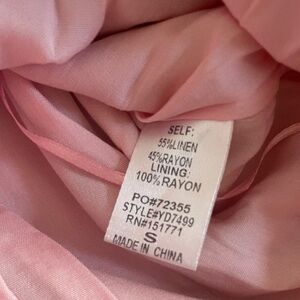 SELF:
55%LINEN
45%RAYON
LINING:
100%RAYON
PO#72355
STYLE#YD7499
RN#151771
S
MADE IN CHINA